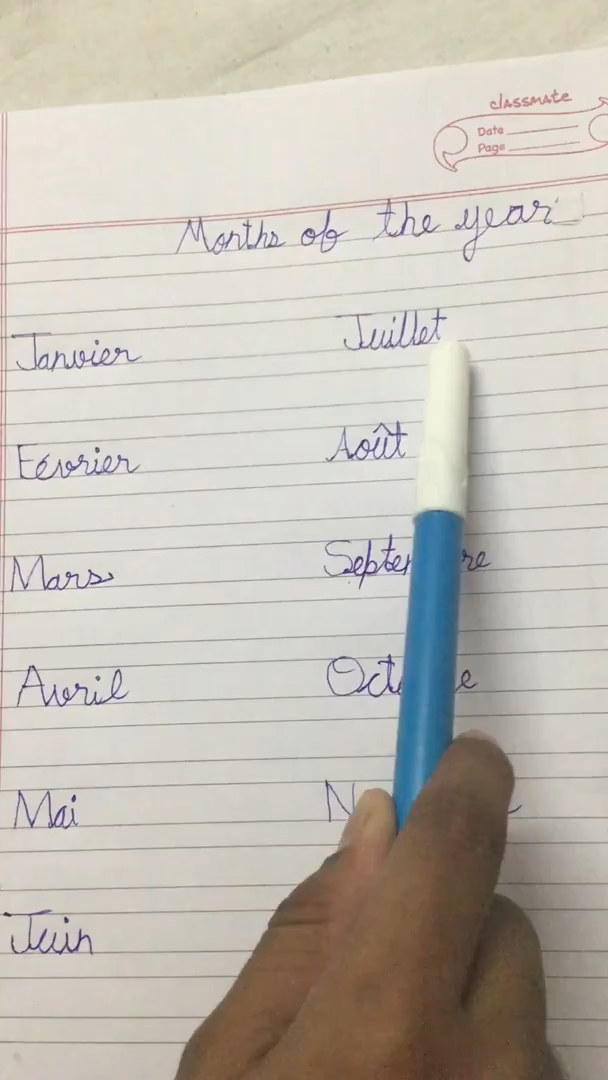 classmate
Date
Page
Months of the year
Janvier
Février
Mars
Avril
Mai
Juin
Juillet
Août